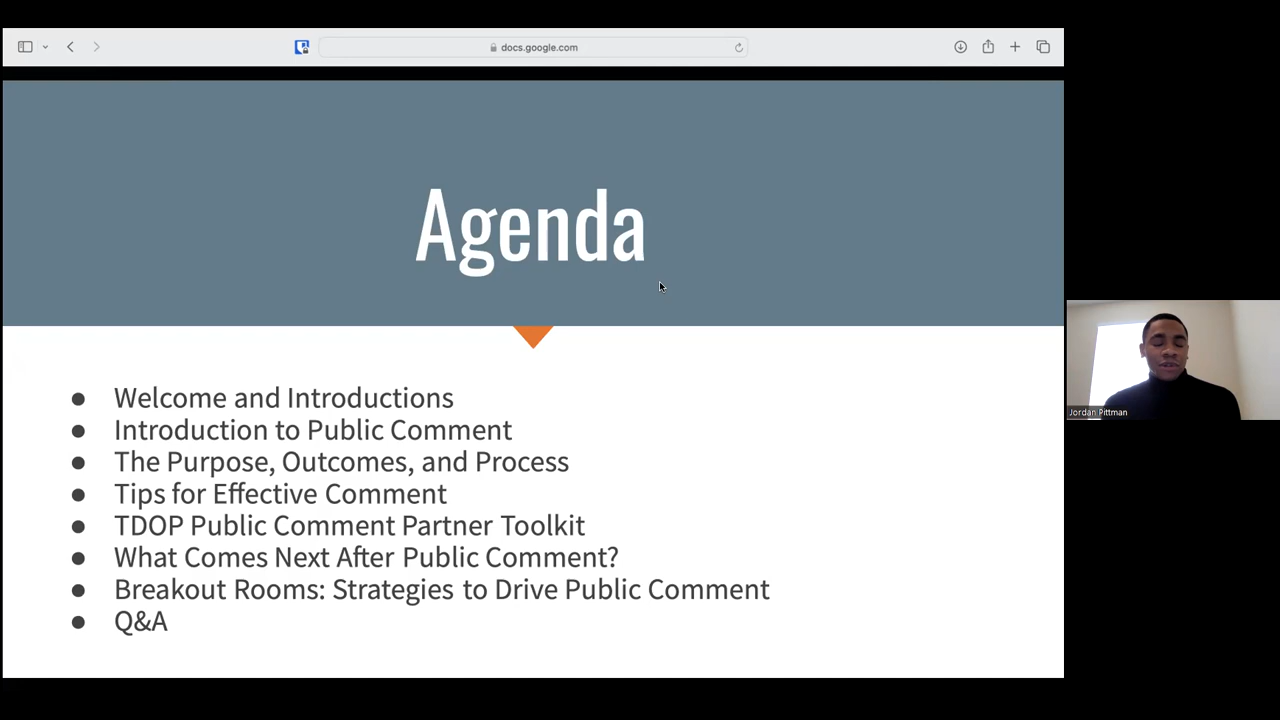 docs.google.com
Agenda
● Welcome and Introductions
● Introduction to Public Comment
● The Purpose, Outcomes, and Process
● Tips for Effective Comment
● TDOP Public Comment Partner Toolkit
● What Comes Next After Public Comment?
● Breakout Rooms: Strategies to Drive Public Comment
● Q&A
Jordan Pittman